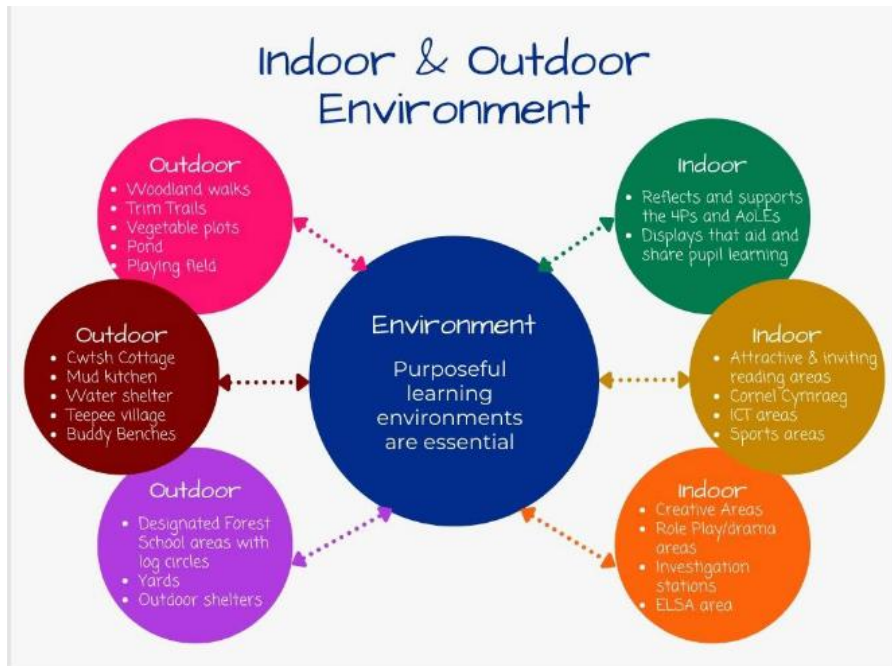 Indoor & Outdoor
Environment
Outdoor
• Woodland walks
• Trim Trails
• Vegetable plots
• Pond
• Playing field
Outdoor
• Cwtsh Cottage
• Mud kitchen
• Water shelter
• Teepee village
• Buddy Benches
Outdoor
• Designated Forest
School areas with
log circles
• Yards
• Outdoor shelters
Environment
Purposeful
learning
environments
are essential
Indoor
• Reflects and supports
the 4Ps and AoLEs
• Displays that aid and
share pupil learning
Indoor
• Attractive & inviting
reading areas
• Cornel Cymraeg
• ICT areas
• Sports areas
Indoor
• Creative Areas
• Role Play/drama
areas
• Investigation
stations
• ELSA area